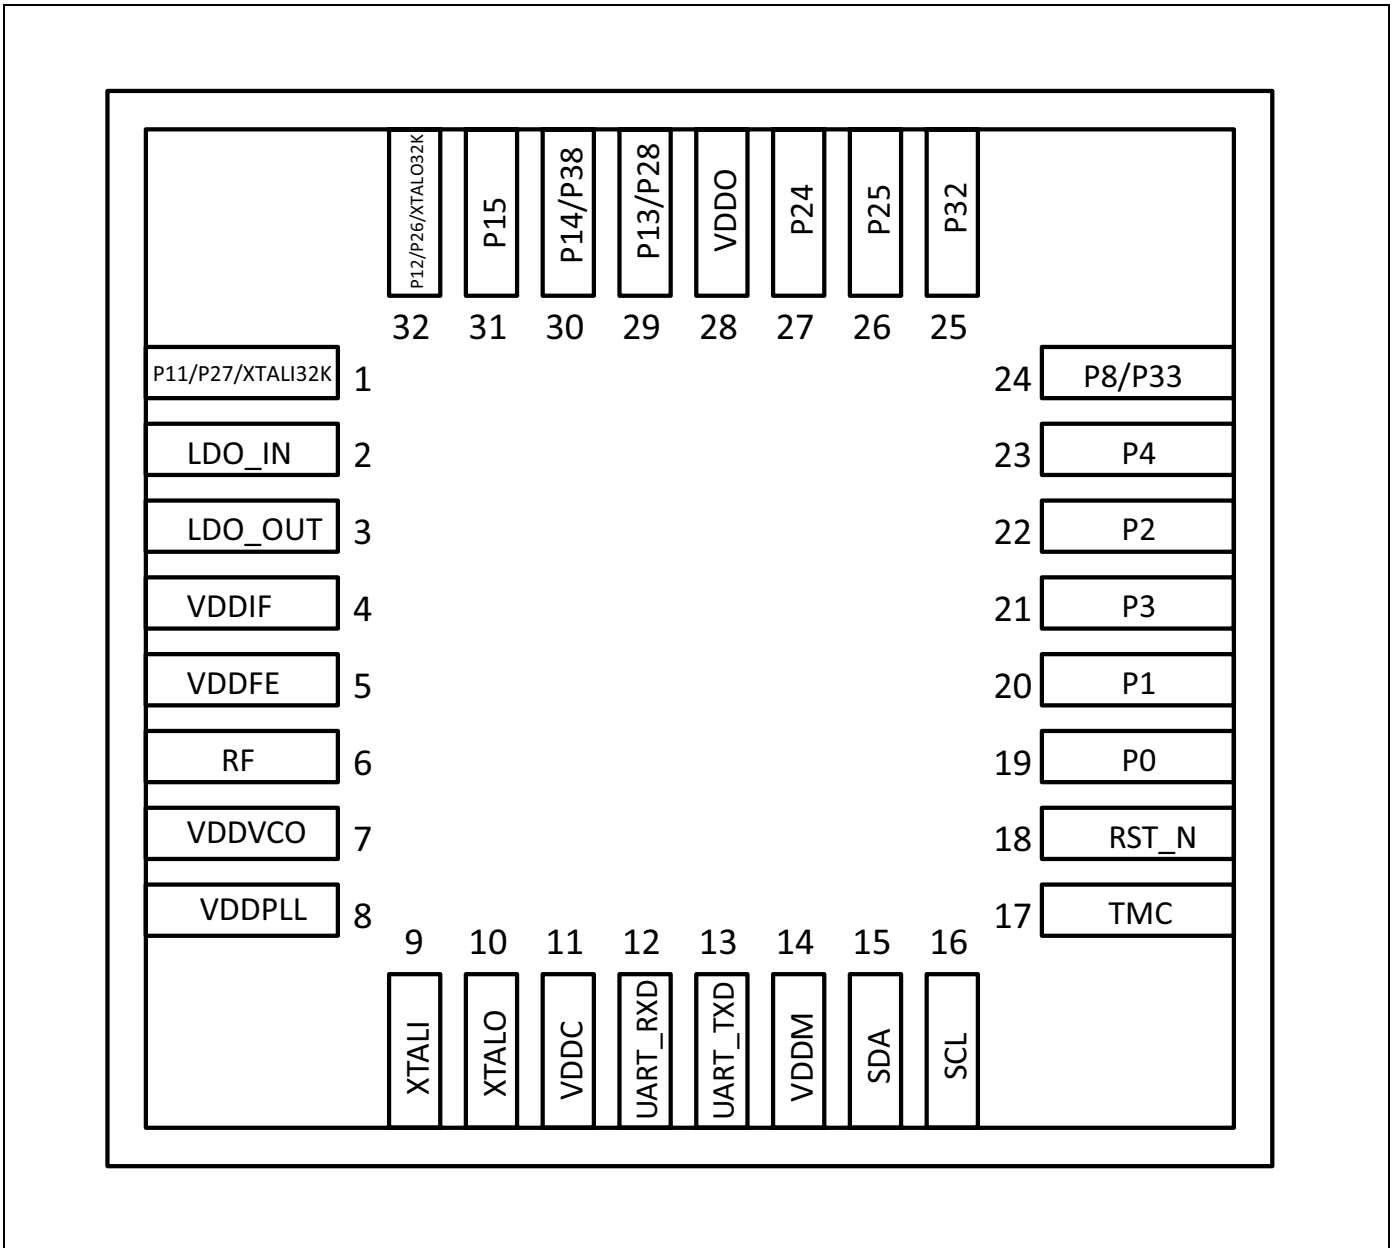 P12/P26/XTALO32K
P15
P14/P38
P13/P28
VDDO
P24
P25
P32
32 31 30 29 28 27 26 25
P11/P27/XTALI32K 1
24 P8/P33
LDO_IN 2
23 P4
LDO_OUT 3
22 P2
VDDIF 4
21 P3
VDDFE 5
20 P1
RF 6
19 P0
VDDVCO 7
18 RST_N
VDDPLL 8
17 TMC
9 10 11 12 13 14 15 16
XTALI
XTALO
VDDC
UART_RXD
UART_TXD
VDDM
SDA
SCL